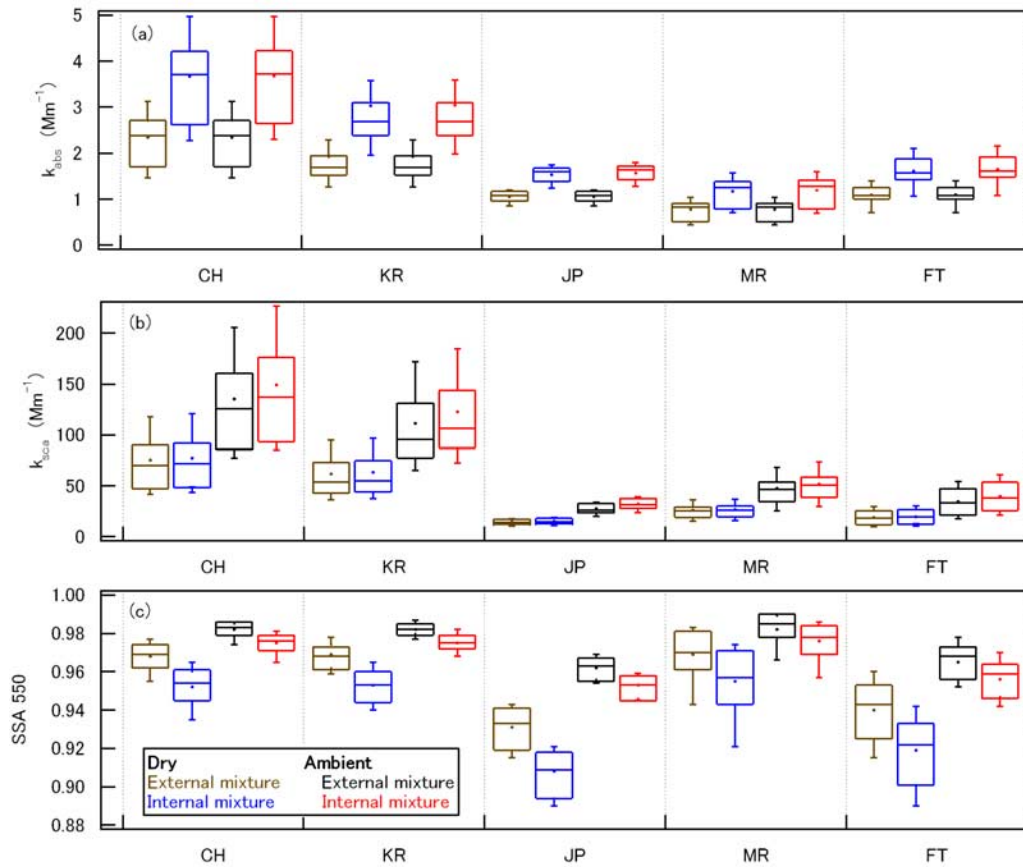 (a)
5
4
3
2
1
0
k_abs (Mm⁻¹)
CH KR JP MR FT
(b)
200
150
100
50
0
k_sca (Mm⁻¹)
CH KR JP MR FT
(c)
1.00
0.98
0.96
0.94
0.92
0.90
0.88
SSA 550
Dry Ambient
External mixture External mixture
Internal mixture Internal mixture
CH KR JP MR FT